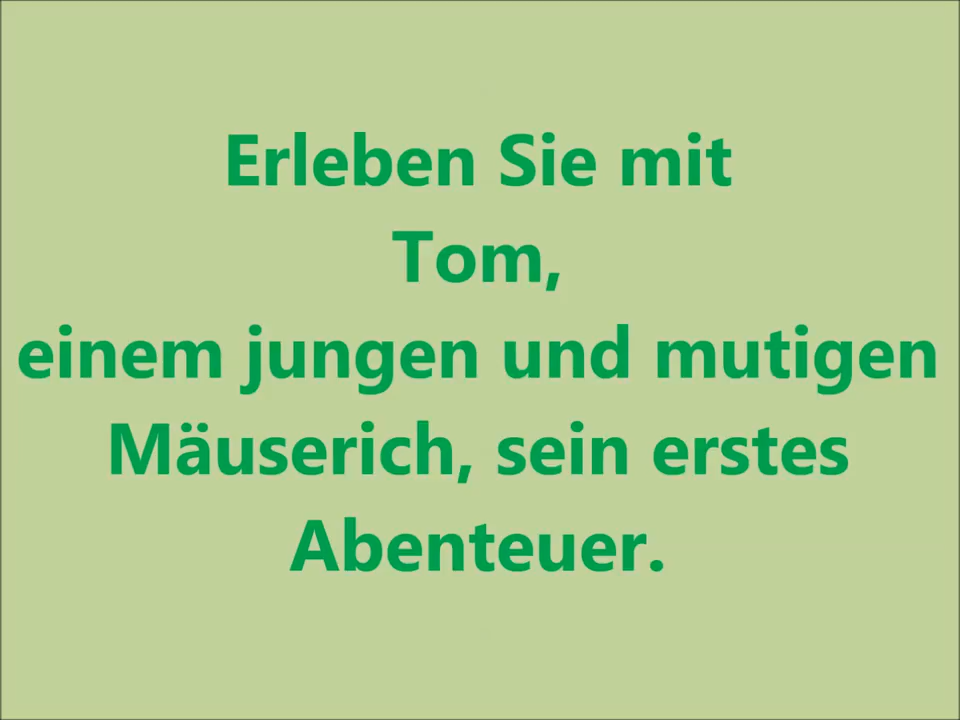 Erleben Sie mit
Tom,
einem jungen und mutigen
Mäuserich, sein erstes
Abenteuer.